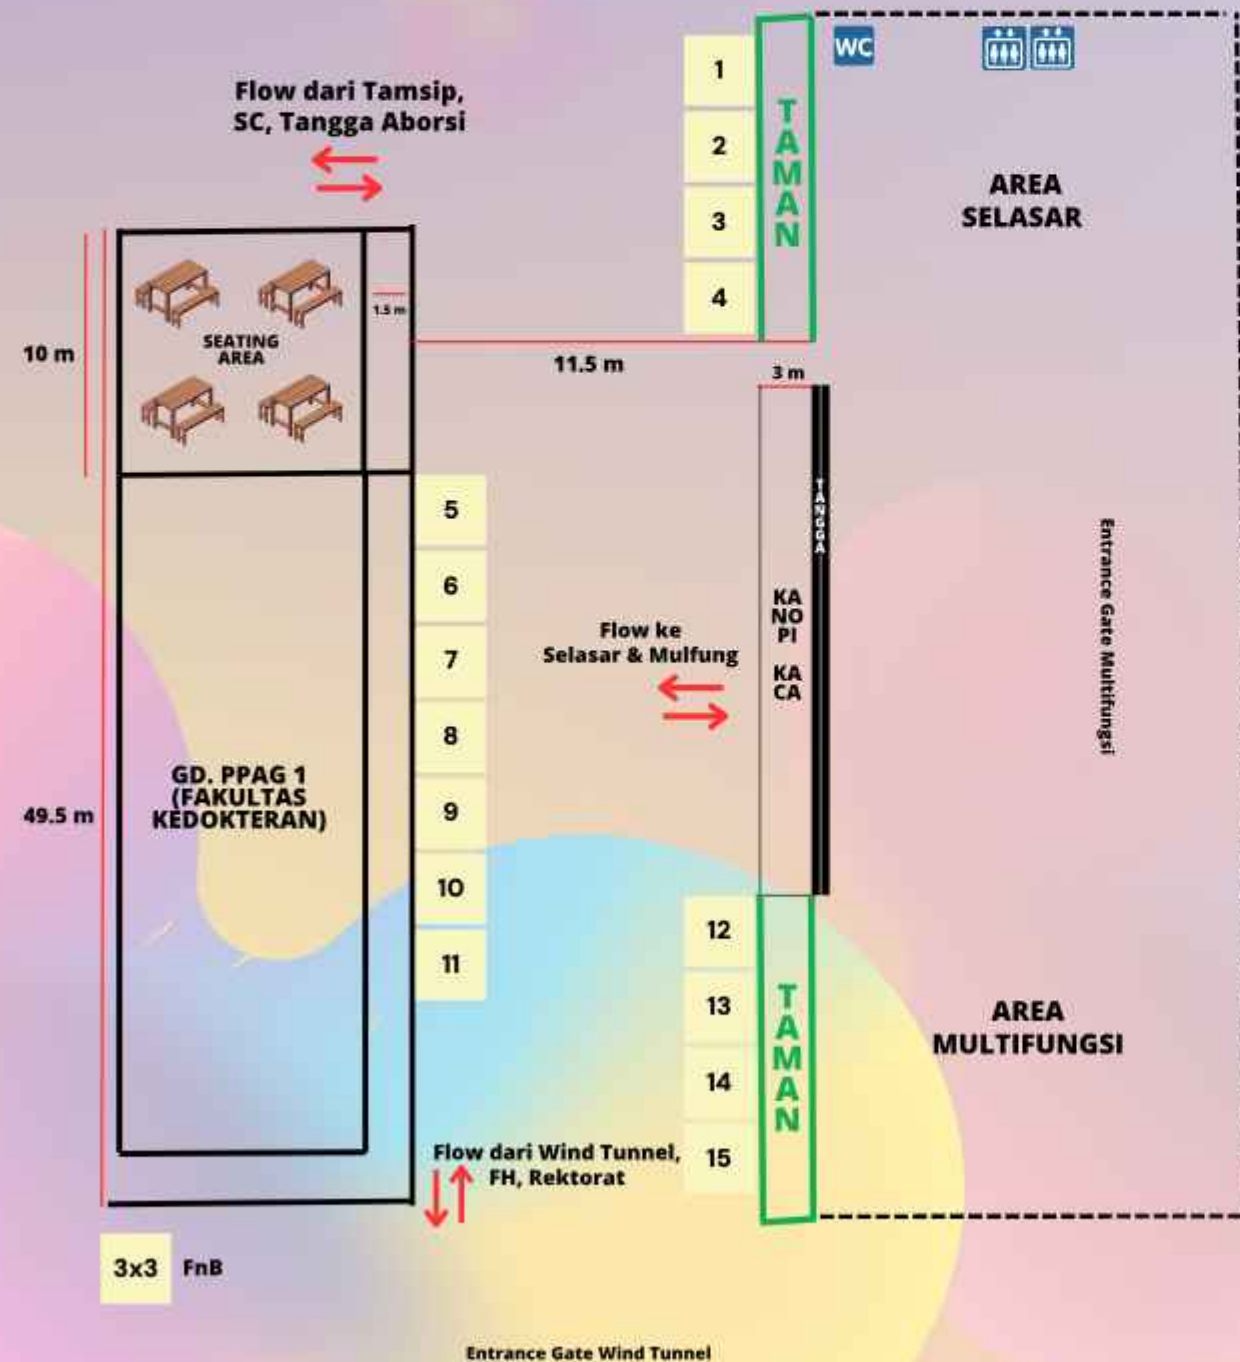 WC
1
2
3
4
TAMAN
AREA
SELASAR
Flow dari Tamsip,
SC, Tangga Aborsi
10 m
SEATING
AREA
1.5 m
11.5 m
3 m
TANGGA
5
6
7
8
9
10
11
KA
NO
PI
KA
CA
Flow ke
Selasar & Mulfung
Entrance Gate Multifungsi
GD. PPAG 1
(FAKULTAS
KEDOKTERAN)
49.5 m
12
13
14
15
TAMAN
AREA
MULTIFUNGSI
Flow dari Wind Tunnel,
FH, Rektorat
3x3
FnB
Entrance Gate Wind Tunnel